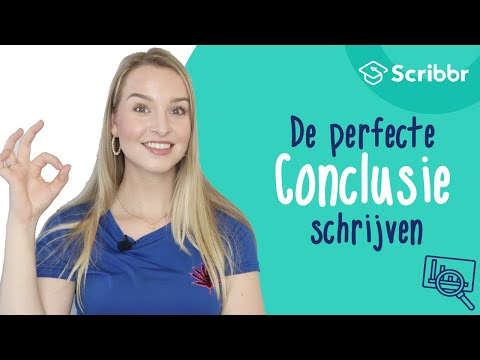 Scribbr
De perfecte
Conclusie
schrijven